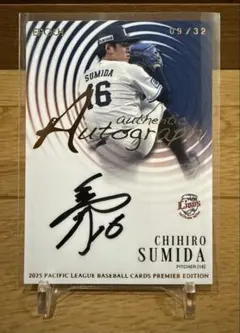 EPOCH
09/32
SUMIDA
16
authentic
Autograph
16
Lions
CHIHIRO
SUMIDA
PITCHER [16]
2025 PACIFIC LEAGUE BASEBALL CARDS PREMIER EDITION